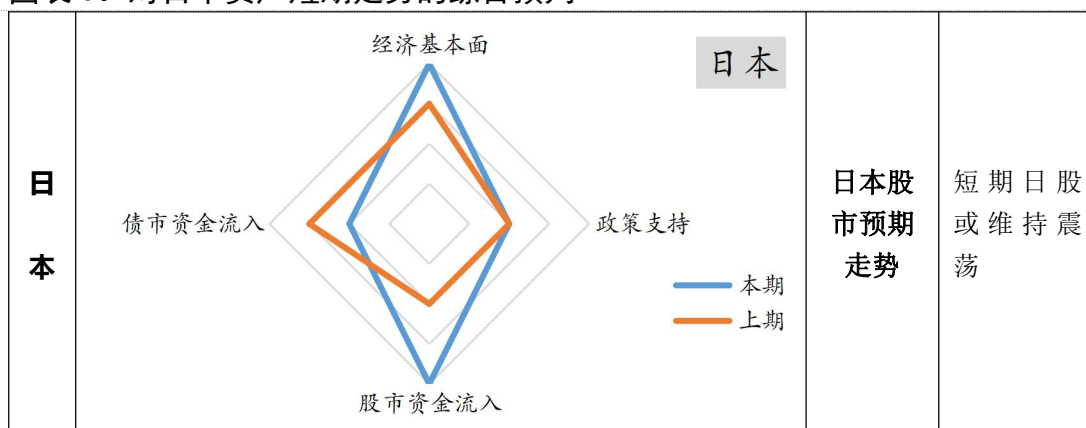 经济基本面
日本
日
本
债市资金流入
政策支持
本期
上期
股市资金流入
日本股
市预期
走势
短期日股
或维持震
荡